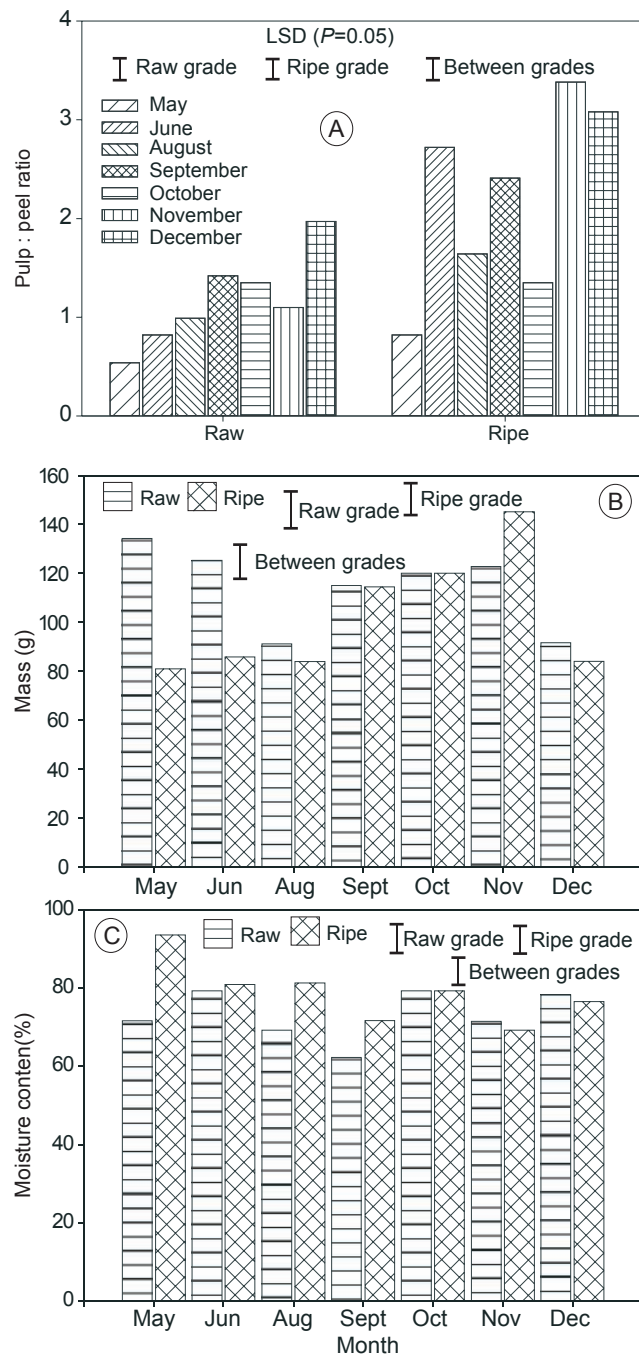 4
LSD (P=0.05)
Raw grade Ripe grade Between grades
May
June
August
September
October
November
December
A
3
2
1
0
Pulp : peel ratio
Raw Ripe
160
140
120
100
80
60
40
20
0
Mass (g)
Raw Ripe Raw grade Ripe grade B
Between grades
May Jun Aug Sept Oct Nov Dec
100
80
60
40
20
0
Moisture conten(%)
C Raw Ripe Raw grade Ripe grade
Between grades
May Jun Aug Sept Oct Nov Dec
Month